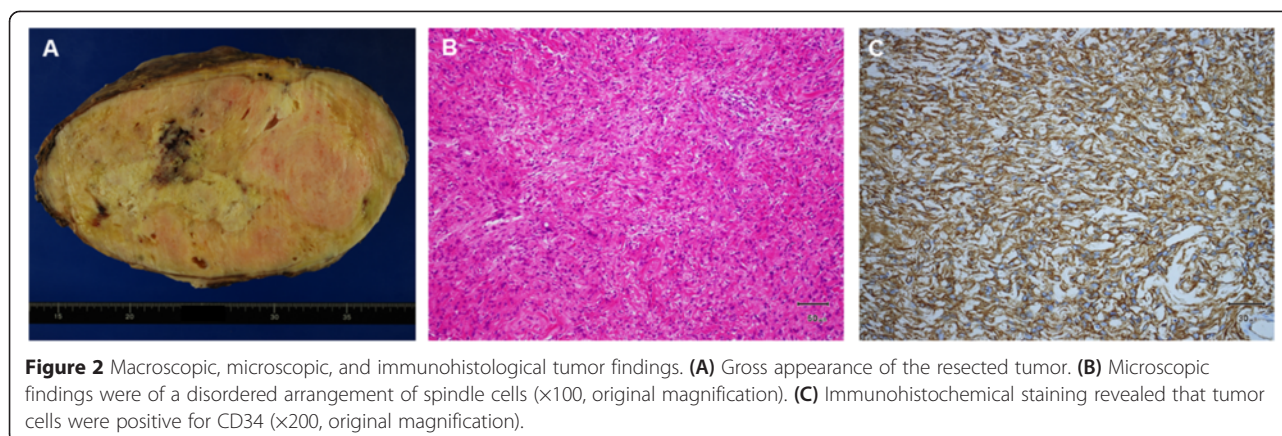 A
B
C
15 20 25 30 35
Figure 2 Macroscopic, microscopic, and immunohistological tumor findings. (A) Gross appearance of the resected tumor. (B) Microscopic
findings were of a disordered arrangement of spindle cells (×100, original magnification). (C) Immunohistochemical staining revealed that tumor
cells were positive for CD34 (×200, original magnification).